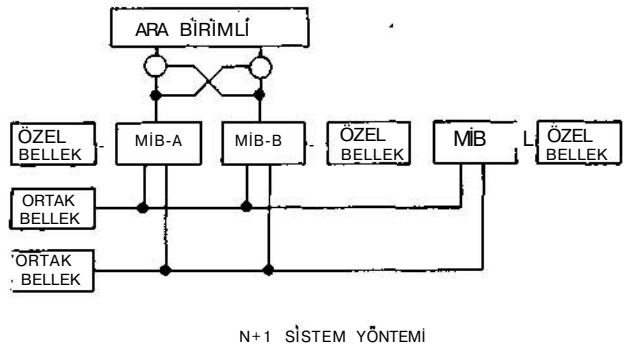 ARA BİRİMLİ
ÖZEL
BELLEK
MİB-A
MİB-B
ÖZEL
BELLEK
MİB
ÖZEL
BELLEK
ORTAK
BELLEK
ORTAK
BELLEK
N+1 SİSTEM YÖNTEMİ